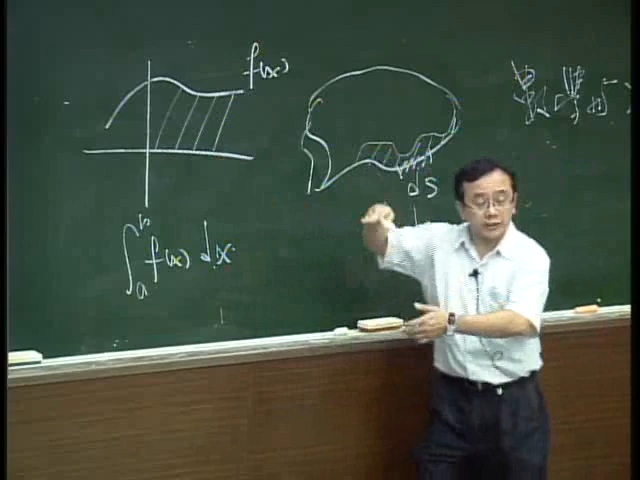 f(x)
dS
∫ₐᵇ f(x) dx